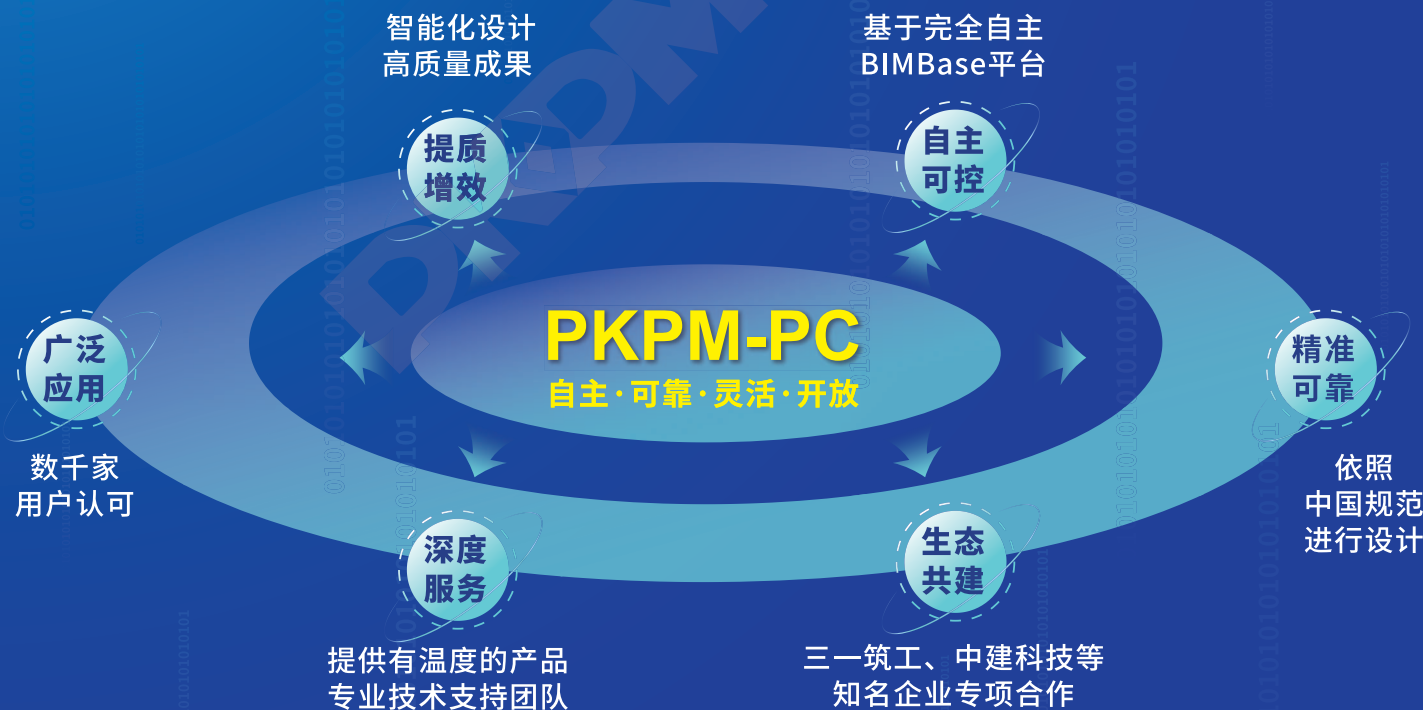 智能化设计
高质量成果
基于完全自主
BIMBase平台
提质
增效
自主
可控
PKPM-PC
自主·可靠·灵活·开放
广泛
应用
数千家
用户认可
精准
可靠
依照
中国规范
进行设计
深度
服务
提供有温度的产品
专业技术支持团队
生态
共建
三一筑工、中建科技等
知名企业专项合作